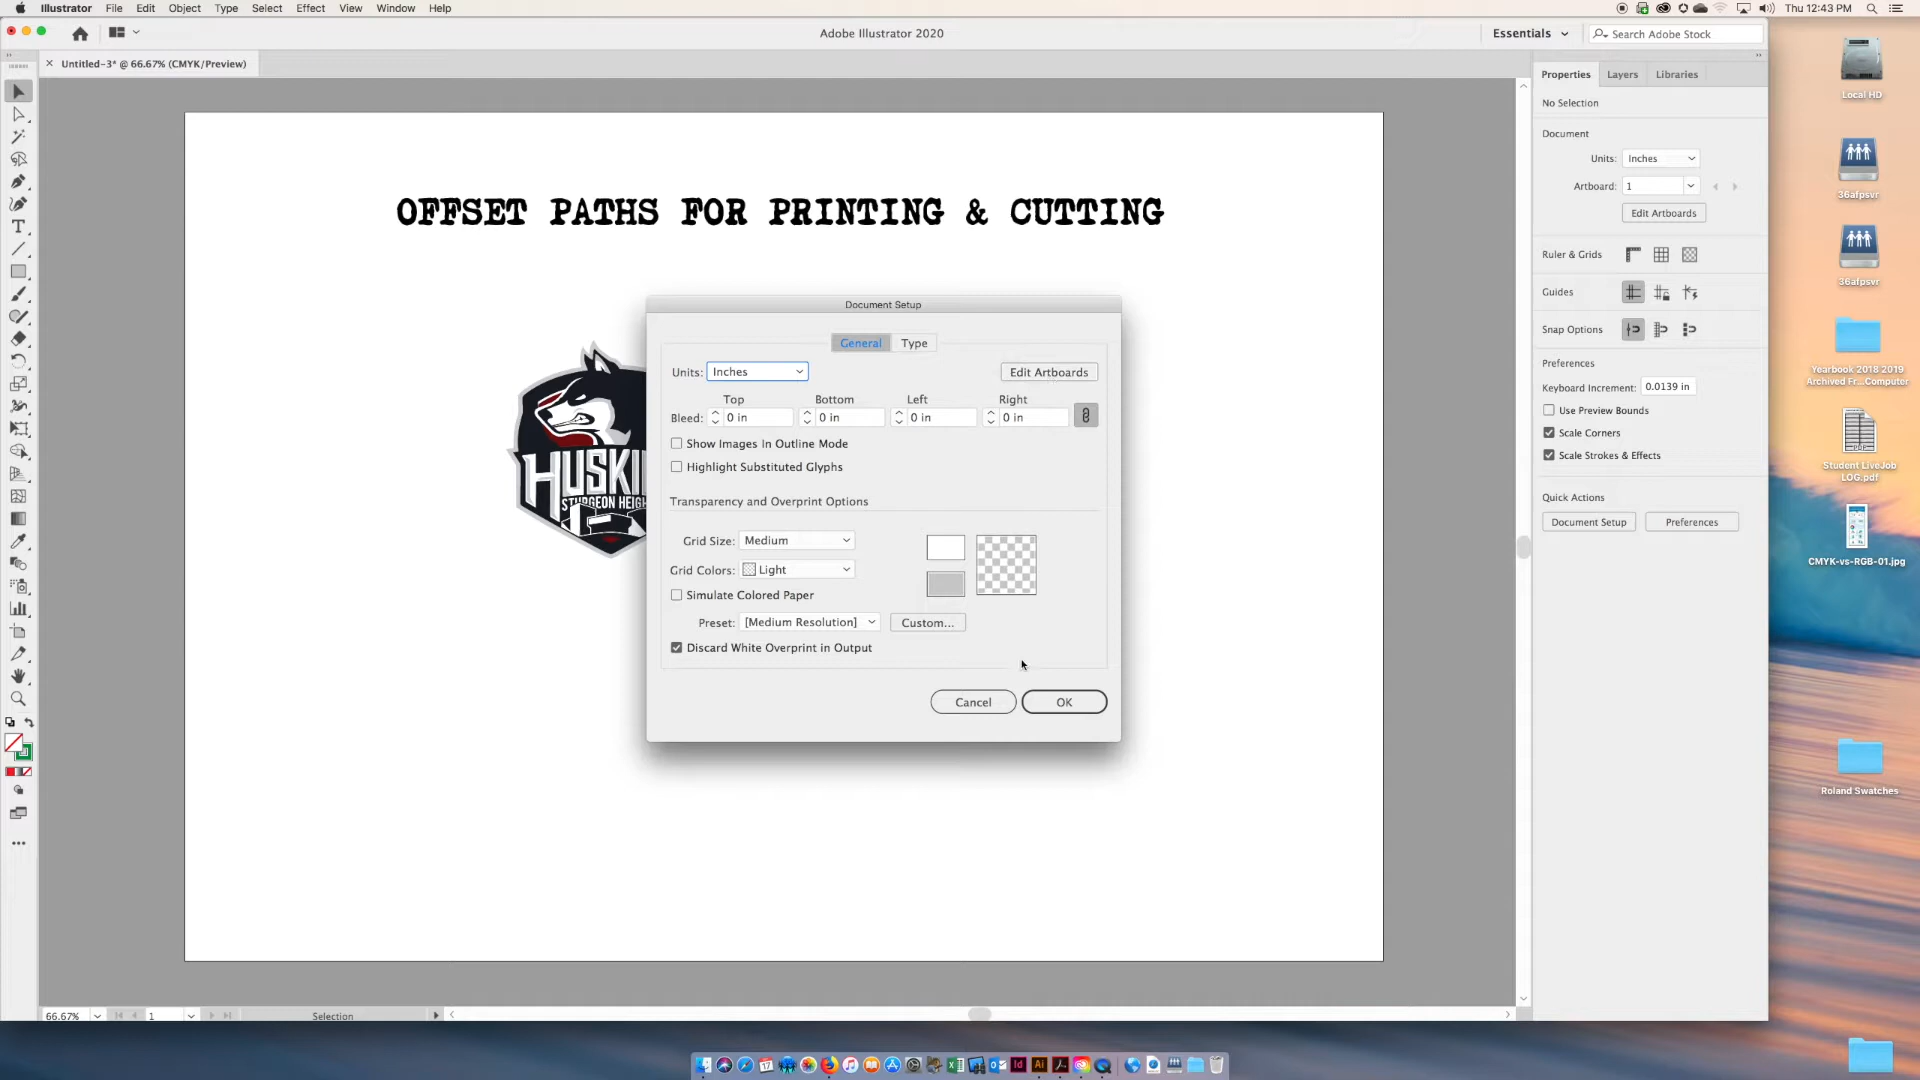 Illustrator File Edit Object Type Select Effect View Window Help
Thu 12:43 PM
Adobe Illustrator 2020
Essentials
Search Adobe Stock
Untitled-3* @ 66.67% (CMYK/Preview)
Properties Layers Libraries
No Selection
Document
Units: Inches
Artboard: 1
Edit Artboards
Ruler & Grids
Guides
Snap Options
Preferences
Keyboard Increment: 0.0139 in
Use Preview Bounds
Scale Corners
Scale Strokes & Effects
Quick Actions
Document Setup Preferences
OFFSET PATHS FOR PRINTING & CUTTING
HUSKI
STURGEON HEIGH
Document Setup
General Type
Units: Inches
Edit Artboards
Top Bottom Left Right
Bleed: 0 in 0 in 0 in 0 in
Show Images In Outline Mode
Highlight Substituted Glyphs
Transparency and Overprint Options
Grid Size: Medium
Grid Colors: Light
Simulate Colored Paper
Preset: [Medium Resolution] Custom...
Discard White Overprint in Output
Cancel OK
66.67% 1 Selection
Local HD
36afpsvr
36afpsvr
Yearbook 2018 2019
Archived Fr...Computer
Student LiveJob
LOG.pdf
CMYK-vs-RGB-01.jpg
Roland Swatches